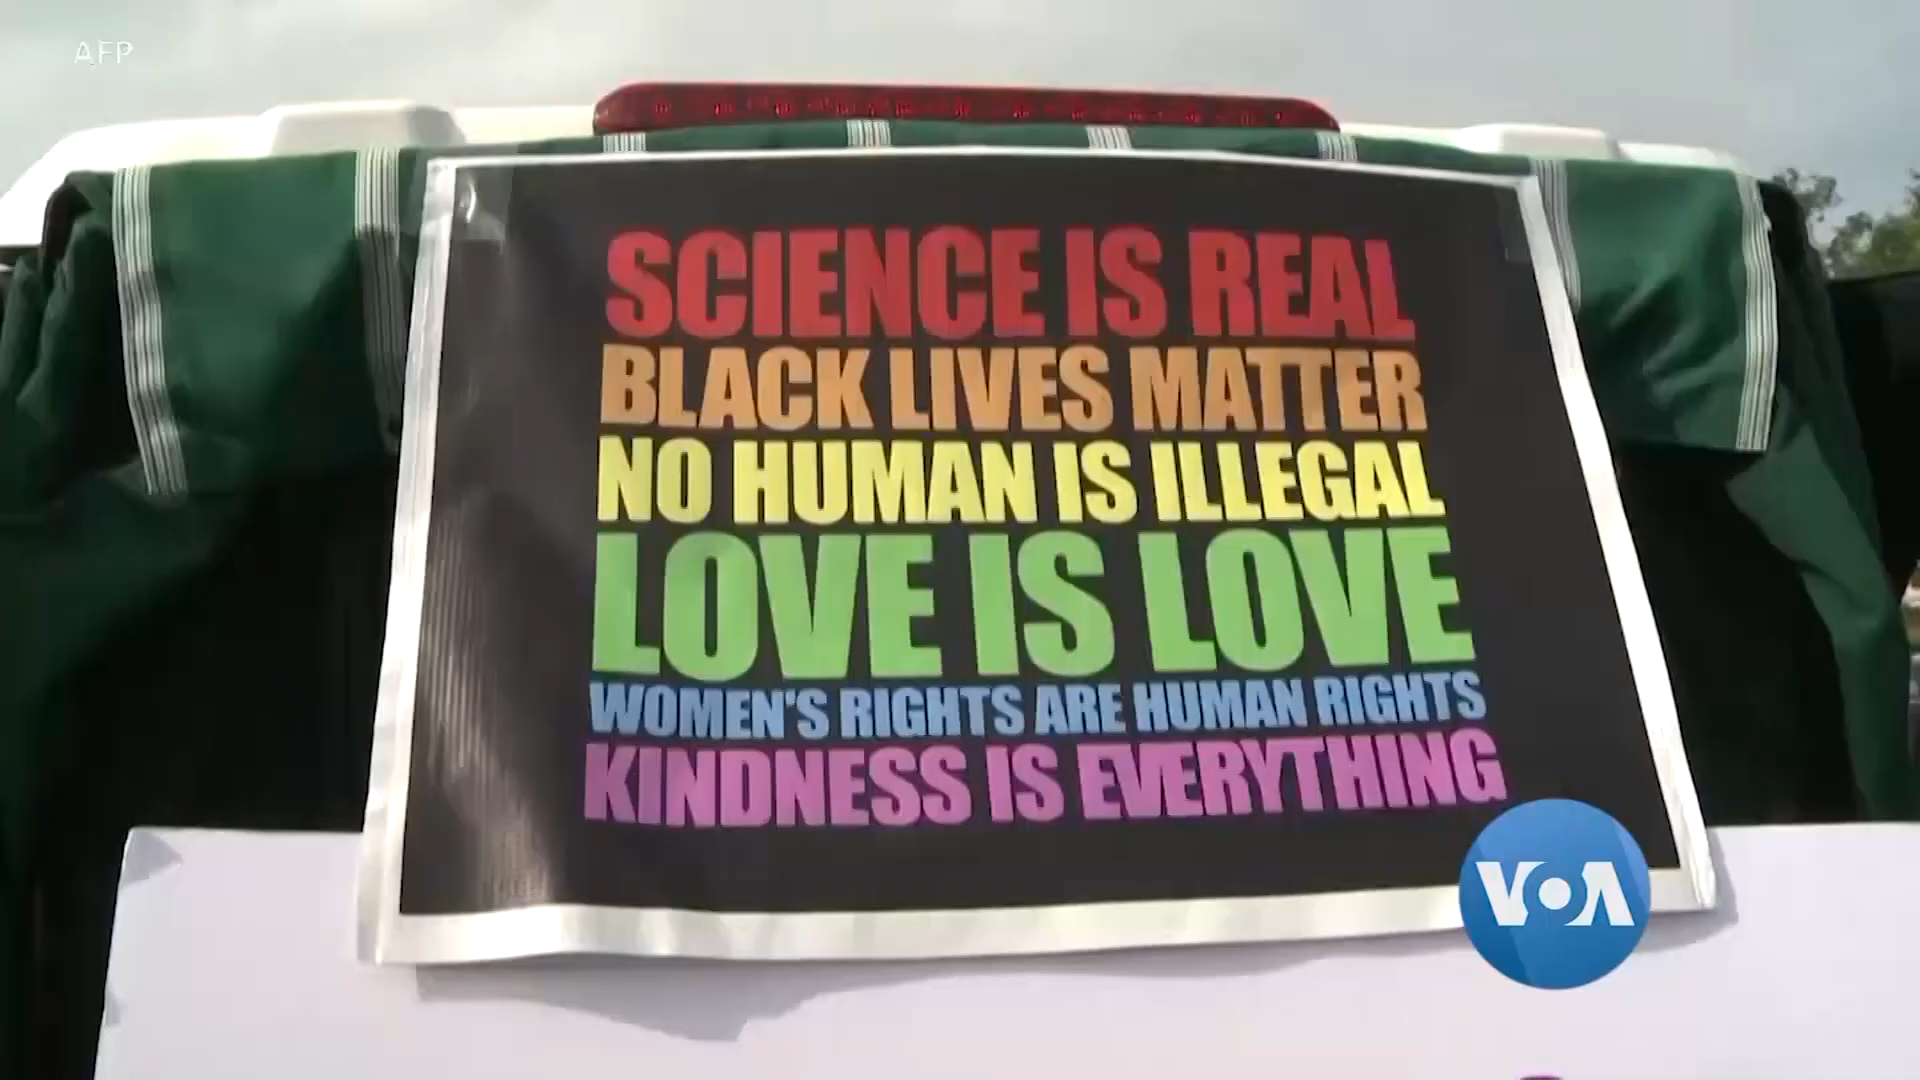 AFP
SCIENCE IS REAL
BLACK LIVES MATTER
NO HUMAN IS ILLEGAL
LOVE IS LOVE
WOMEN'S RIGHTS ARE HUMAN RIGHTS
KINDNESS IS EVERYTHING
VOA